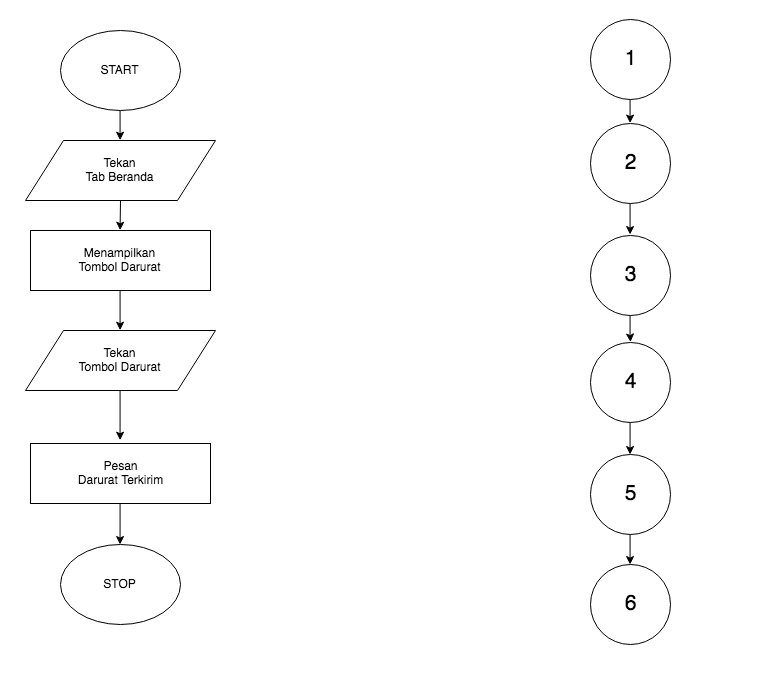 START
Tekan
Tab Beranda
Menampilkan
Tombol Darurat
Tekan
Tombol Darurat
Pesan
Darurat Terkirim
STOP
1
2
3
4
5
6